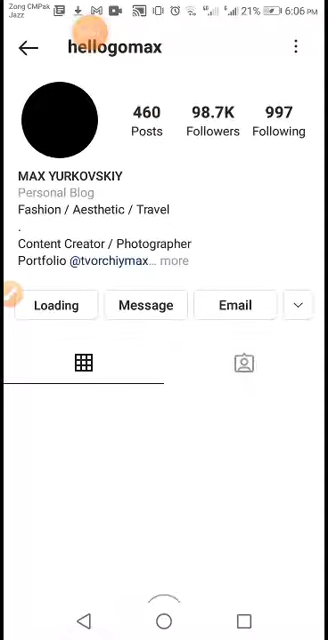 Zong CMPak
Jazz
21% 6:06 PM
hellogomax
460 98.7K 997
Posts Followers Following
MAX YURKOVSKIY
Personal Blog
Fashion / Aesthetic / Travel
.
Content Creator / Photographer
Portfolio @tvorchiymax... more
Loading Message Email